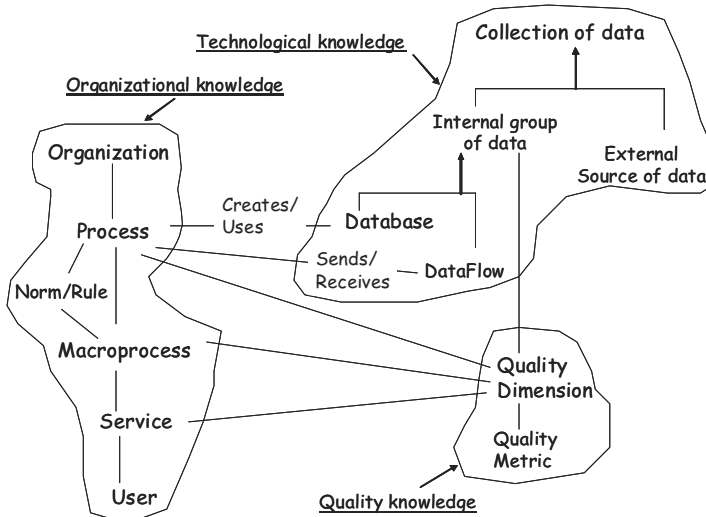 Technological knowledge
Collection of data
Organizational knowledge
Internal group
of data
External
Source of data
Organization
Creates/
Uses
Database
Process
Sends/
Receives
DataFlow
Norm/Rule
Macroprocess
Quality
Dimension
Service
Quality
Metric
User
Quality knowledge